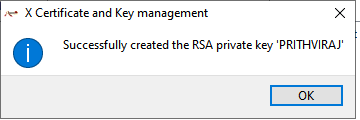 X Certificate and Key management
Successfully created the RSA private key 'PRITHVIRAJ'
OK